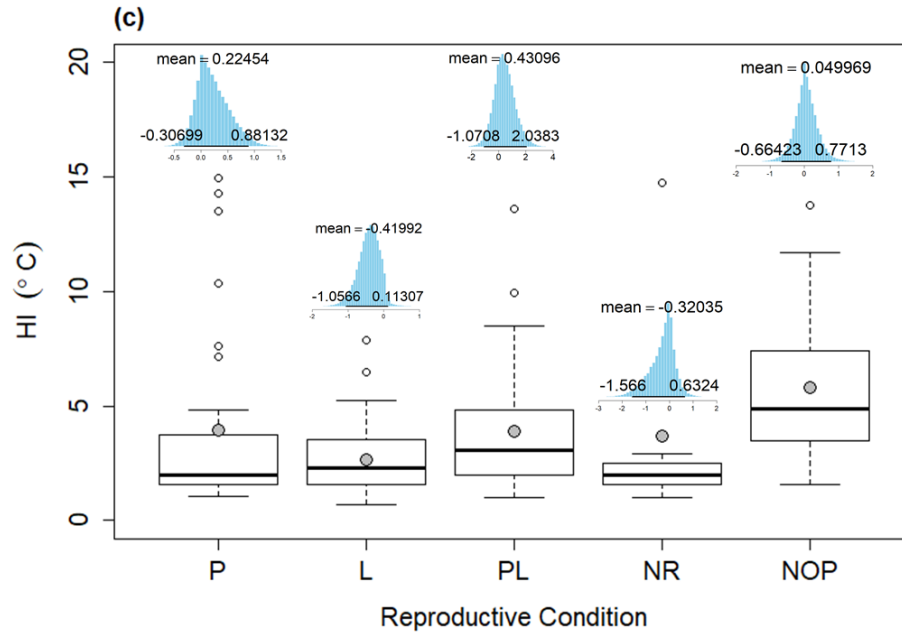 (c)
mean = 0.22454
-0.30699 0.88132
-0.5 0.0 0.5 1.0 1.5
mean = -0.41992
-1.0566 0.11307
-2 -1 0 1
mean = 0.43096
-1.0708 2.0383
-2 0 2 4
mean = -0.32035
-1.566 0.6324
-3 -2 -1 0 1 2
mean = 0.049969
-0.66423 0.7713
-2 -1 0 1 2
20
15
10
5
0
HI (°C)
P L PL NR NOP
Reproductive Condition